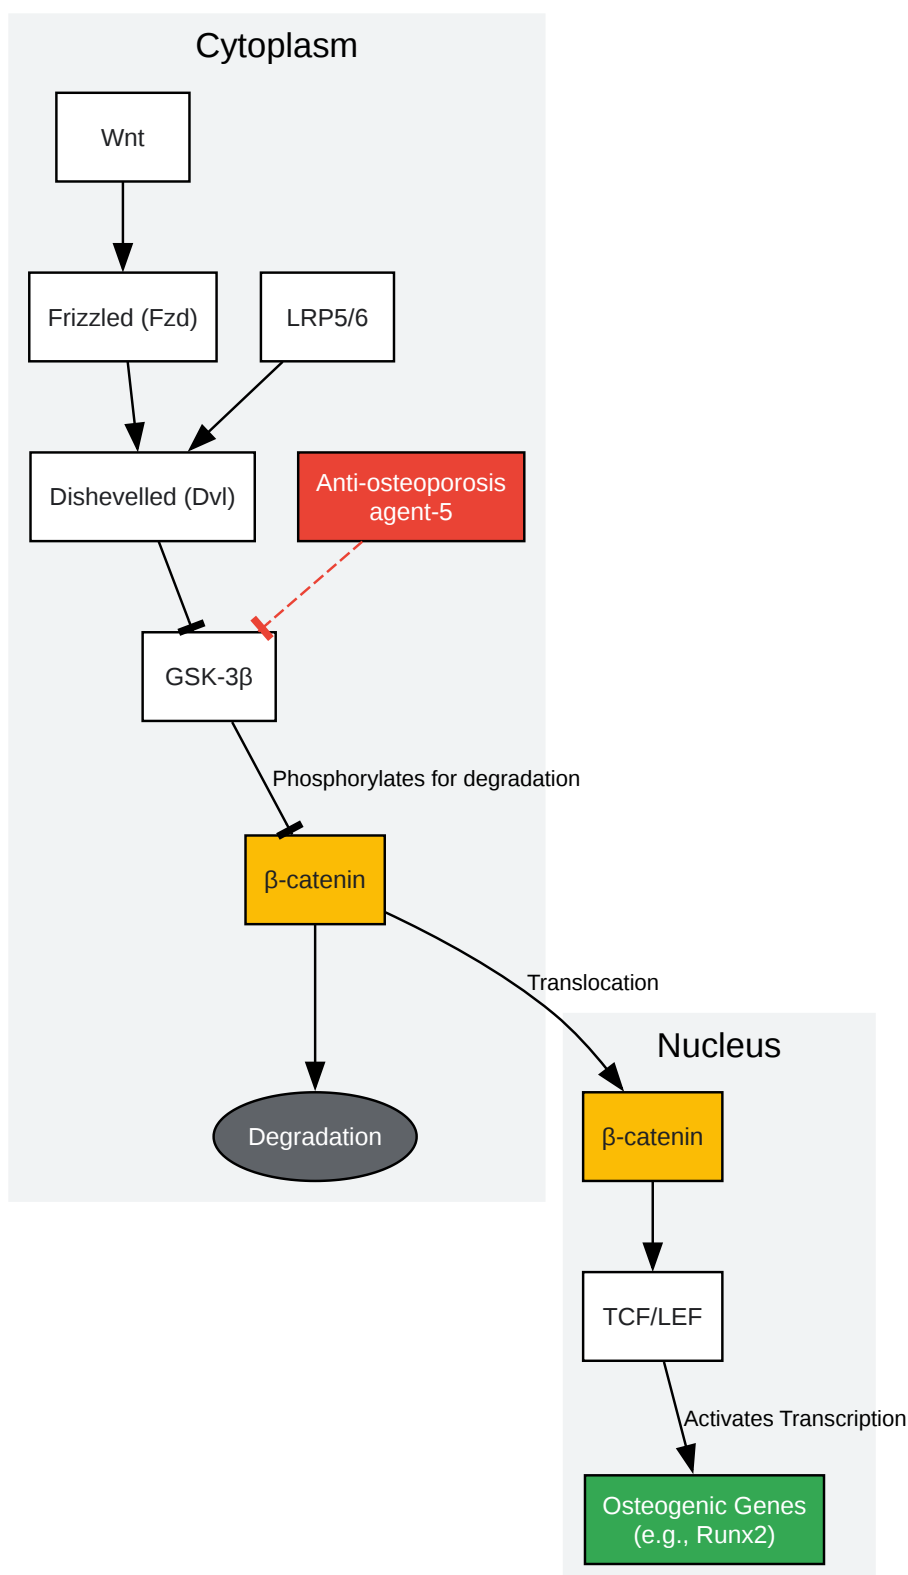 Cytoplasm
Wnt
Frizzled (Fzd)
LRP5/6
Dishevelled (Dvl)
Anti-osteoporosis
agent-5
GSK-3β
Phosphorylates for degradation
β-catenin
Translocation
Nucleus
Degradation
β-catenin
TCF/LEF
Activates Transcription
Osteogenic Genes
(e.g., Runx2)